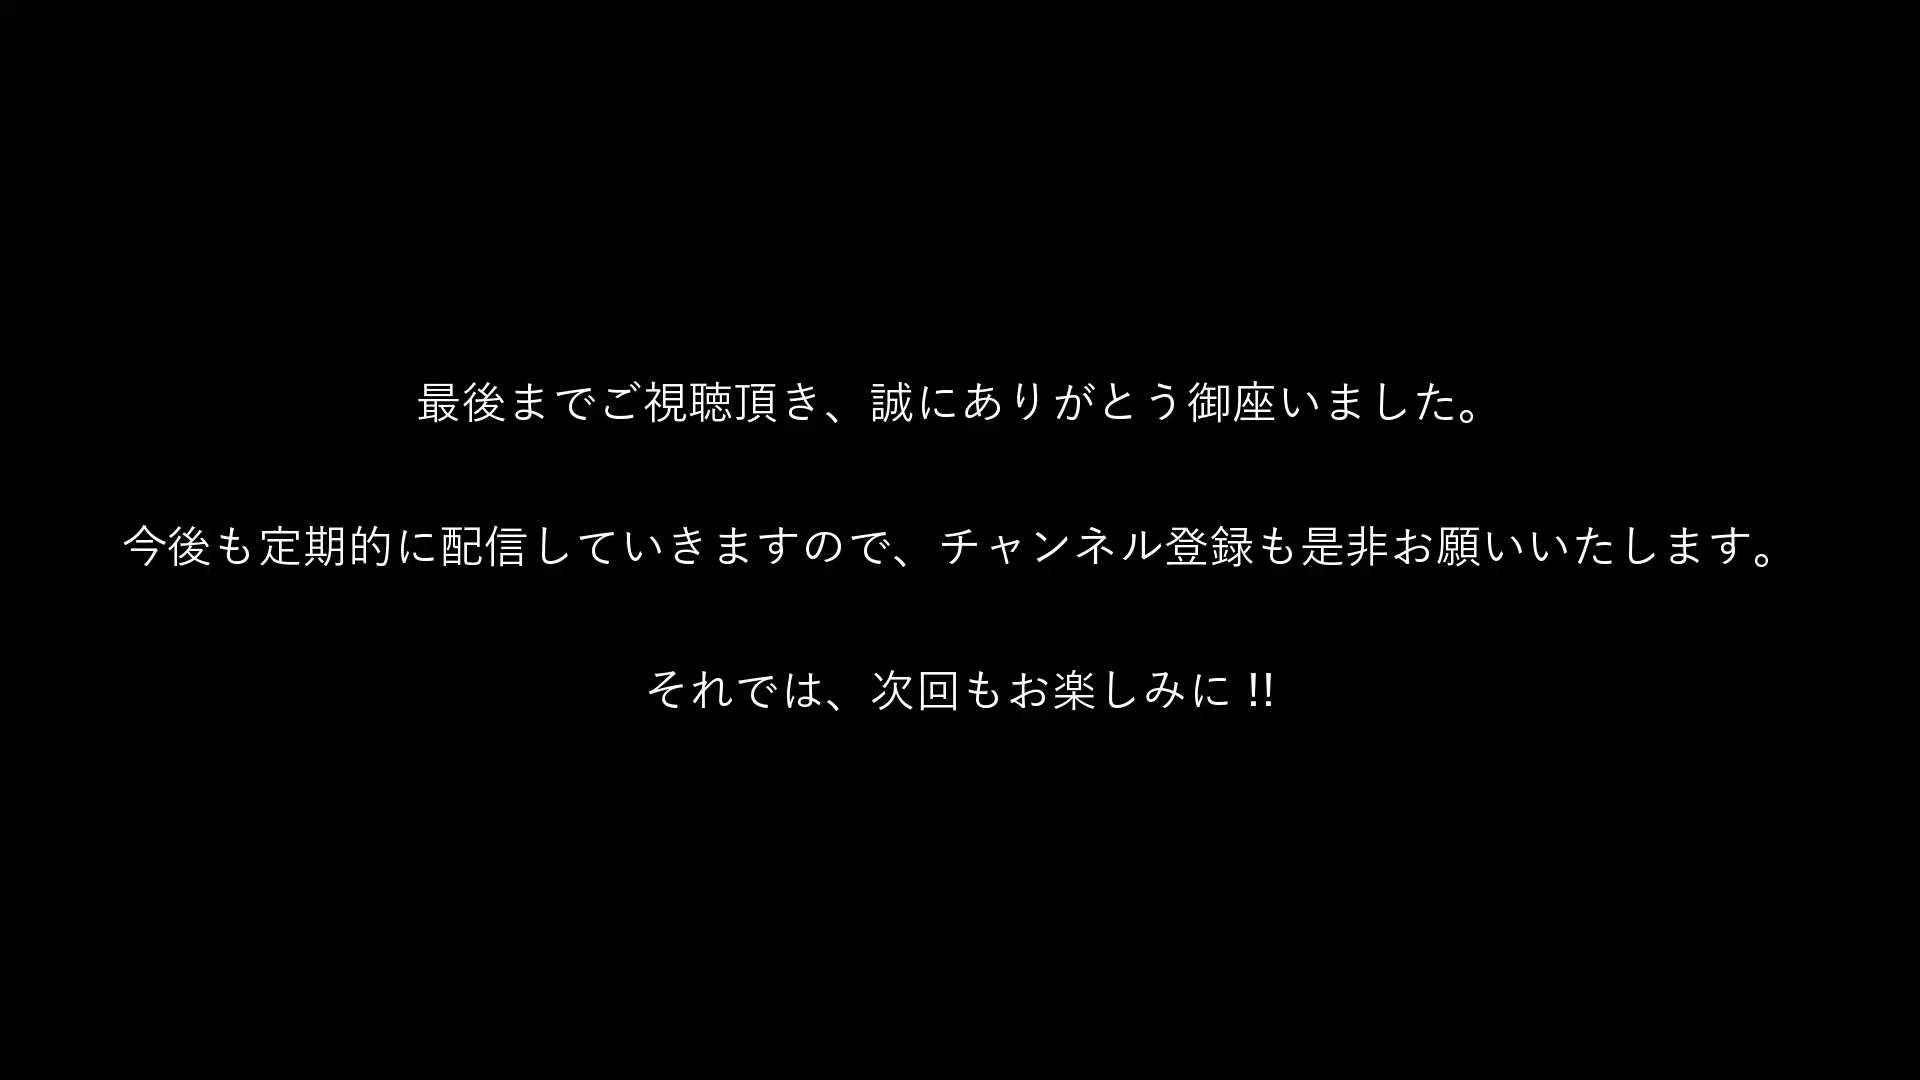 最後までご視聴頂き、誠にありがとう御座いました。
今後も定期的に配信していきますので、チャンネル登録も是非お願いいたします。
それでは、次回もお楽しみに !!